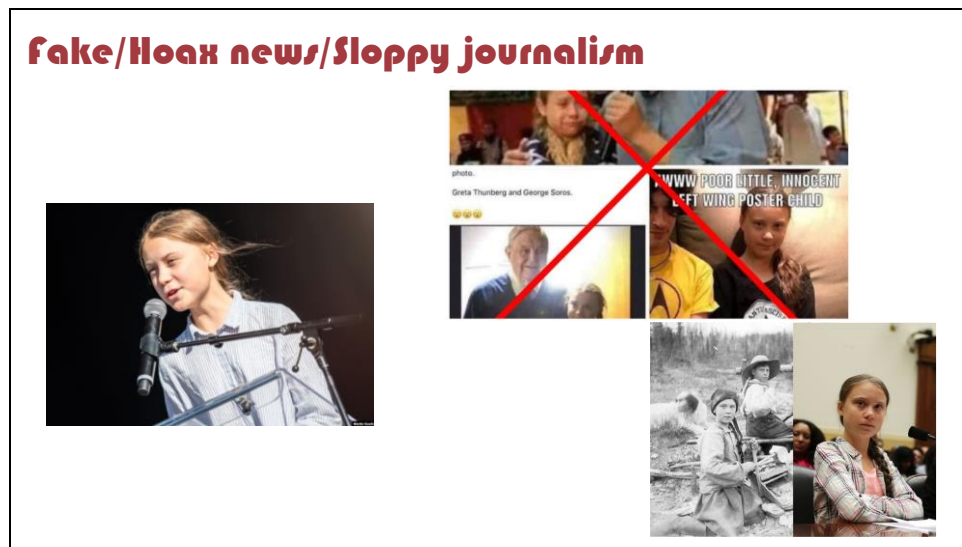 Fake/Hoax news/Sloppy journalism
photo.
Greta Thunberg and George Soros.
WWW POOR LITTLE, INNOCENT
LEFT WING POSTER CHILD